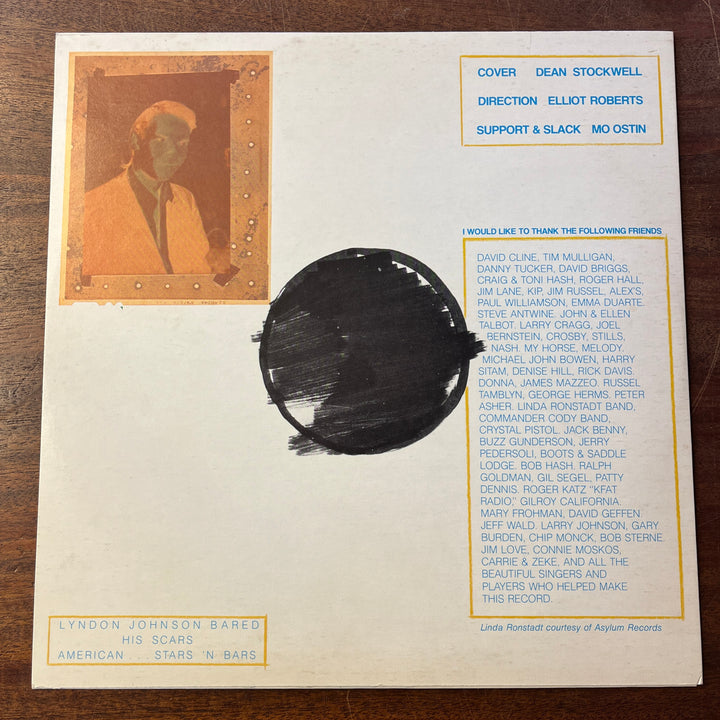 COVER DEAN STOCKWELL
DIRECTION ELLIOT ROBERTS
SUPPORT & SLACK MO OSTIN
I WOULD LIKE TO THANK THE FOLLOWING FRIENDS
DAVID CLINE, TIM MULLIGAN,
DANNY TUCKER, DAVID BRIGGS,
CRAIG & TONI HASH, ROGER HALL,
JIM LANE, KIP, JIM RUSSEL, ALEX'S,
PAUL WILLIAMSON, EMMA DUARTE.
STEVE ANTWINE. JOHN & ELLEN
TALBOT. LARRY CRAGG, JOEL
BERNSTEIN, CROSBY, STILLS,
NASH. MY HORSE, MELODY.
MICHAEL JOHN BOWEN, HARRY
SITAM, DENISE HILL, RICK DAVIS.
DONNA, JAMES MAZZEO. RUSSEL
TAMBLYN, GEORGE HERMS. PETER
ASHER. LINDA RONSTADT BAND,
COMMANDER CODY BAND,
CRYSTAL PISTOL. JACK BENNY,
BUZZ GUNDERSON, JERRY
PEDERSOLI, BOOTS & SADDLE
LODGE. BOB HASH. RALPH
GOLDMAN, GIL SEGEL, PATTY
DENNIS. ROGER KATZ "KFAT
RADIO," GILROY CALIFORNIA.
MARY FROHMAN, DAVID GEFFEN.
JEFF WALD. LARRY JOHNSON, GARY
BURDEN, CHIP MONCK, BOB STERNE.
JIM LOVE, CONNIE MOSKOS,
CARRIE & ZEKE, AND ALL THE
BEAUTIFUL SINGERS AND
PLAYERS WHO HELPED MAKE
THIS RECORD.
Linda Ronstadt courtesy of Asylum Records
LYNDON JOHNSON BARED
HIS SCARS
AMERICAN . . . STARS 'N BARS